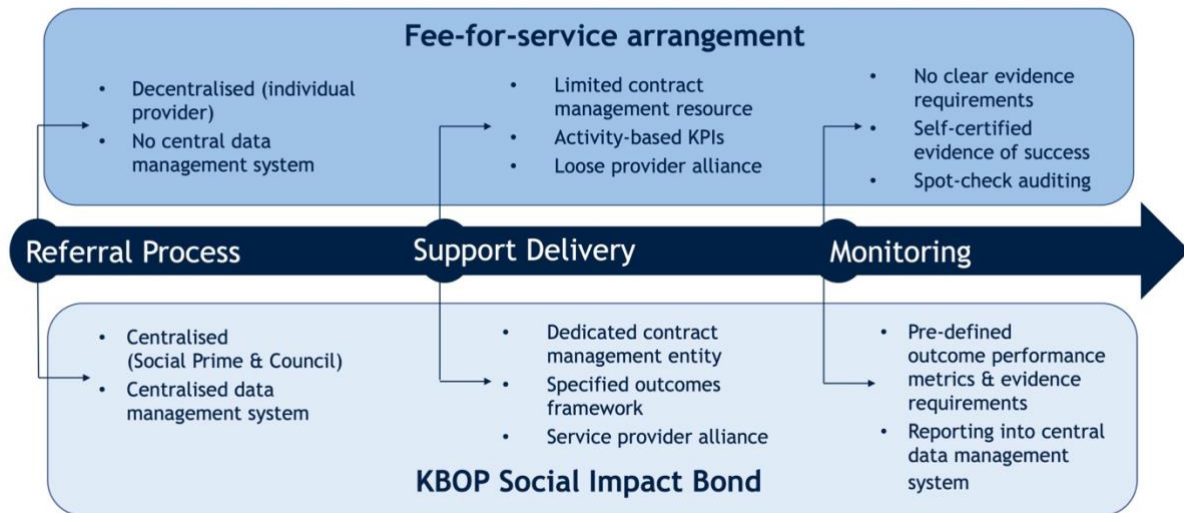 Fee-for-service arrangement
• Decentralised (individual
provider)
• No central data
management system
• Limited contract
management resource
• Activity-based KPIs
• Loose provider alliance
• No clear evidence
requirements
• Self-certified
evidence of success
• Spot-check auditing
Referral Process
Support Delivery
Monitoring
• Centralised
(Social Prime & Council)
• Centralised data
management system
• Dedicated contract
management entity
• Specified outcomes
framework
• Service provider alliance
• Pre-defined
outcome performance
metrics & evidence
requirements
• Reporting into central
data management
system
KBOP Social Impact Bond